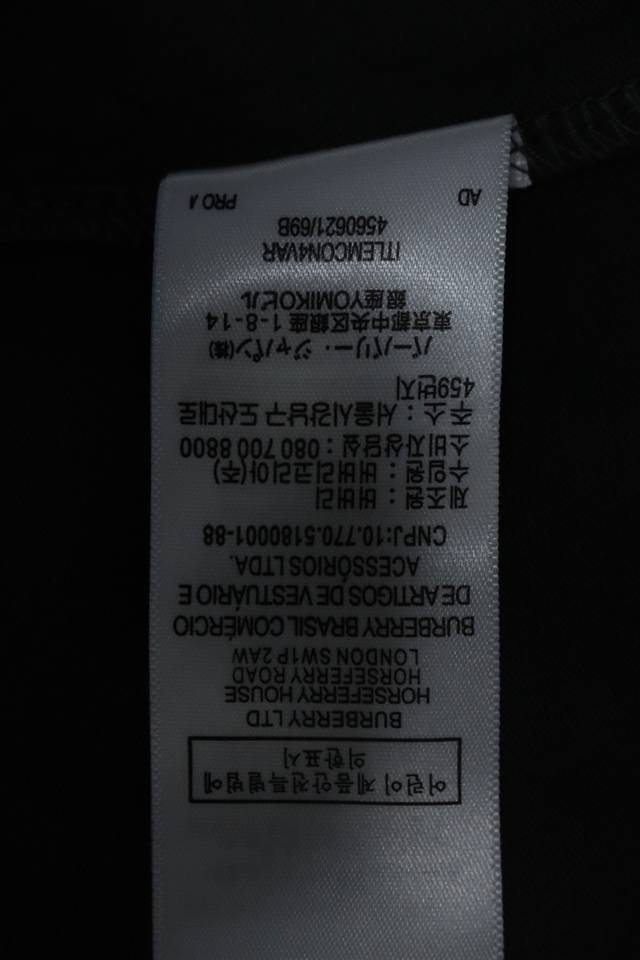 어린이 제품안전특별법에
의한표시
BURBERRY LTD
HORSEFERRY HOUSE
HORSEFERRY ROAD
LONDON SW1P 2AW
BURBERRY BRASIL COMÉRCIO
DE ARTIGOS DE VESTUÁRIO E
ACESSÓRIOS LTDA.
CNPJ:10.770.5180001-88
제조원 : 버버리
수입원 : 버버리코리아(주)
소비자상담실 : 080 700 8800
주 소 : 서울시강남구 도산대로
459번지
バーバリー・ジャパン(株)
東京都中央区銀座 1-8-14
銀座YOMIKOビル
ITLEMCON4VAR
4560621/69B
AD PRO A